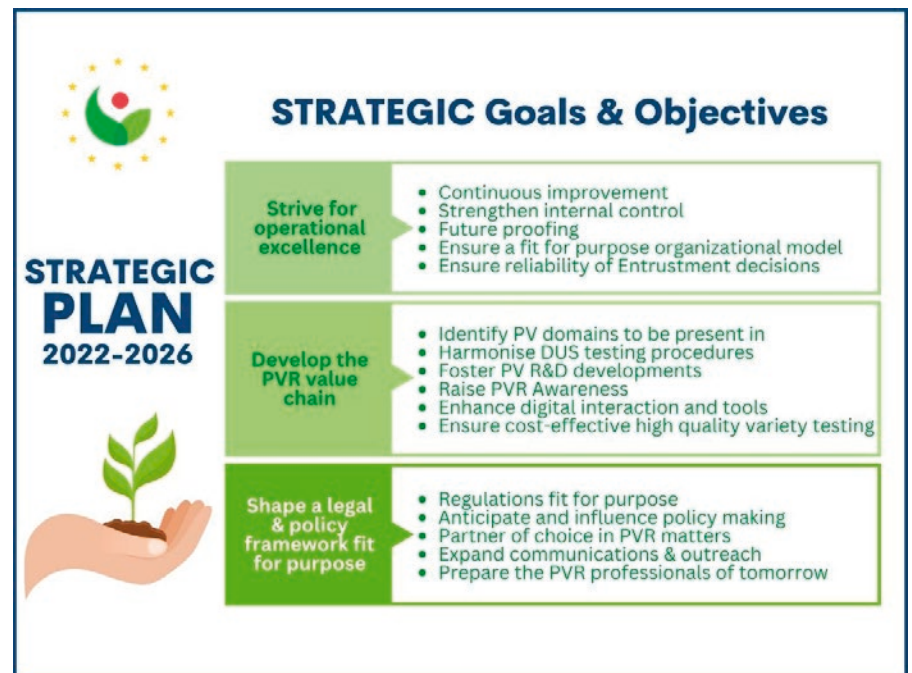 STRATEGIC Goals & Objectives
STRATEGIC
PLAN
2022-2026
Strive for
operational
excellence
• Continuous improvement
• Strengthen internal control
• Future proofing
• Ensure a fit for purpose organizational model
• Ensure reliability of Entrustment decisions
Develop the
PVR value
chain
• Identify PV domains to be present in
• Harmonise DUS testing procedures
• Foster PV R&D developments
• Raise PVR Awareness
• Enhance digital interaction and tools
• Ensure cost-effective high quality variety testing
Shape a legal
& policy
framework fit
for purpose
• Regulations fit for purpose
• Anticipate and influence policy making
• Partner of choice in PVR matters
• Expand communications & outreach
• Prepare the PVR professionals of tomorrow